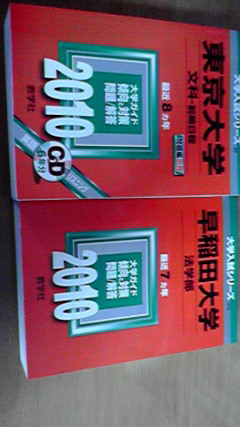 大学入試シリーズ
東京大学
文科-前期日程
最近8カ年
大学ガイド
傾向と対策
問題/解答
2010
CD
教学社
大学入試シリーズ
早稲田大学
法学部
最近7カ年
大学ガイド
傾向と対策
問題/解答
2010
教学社